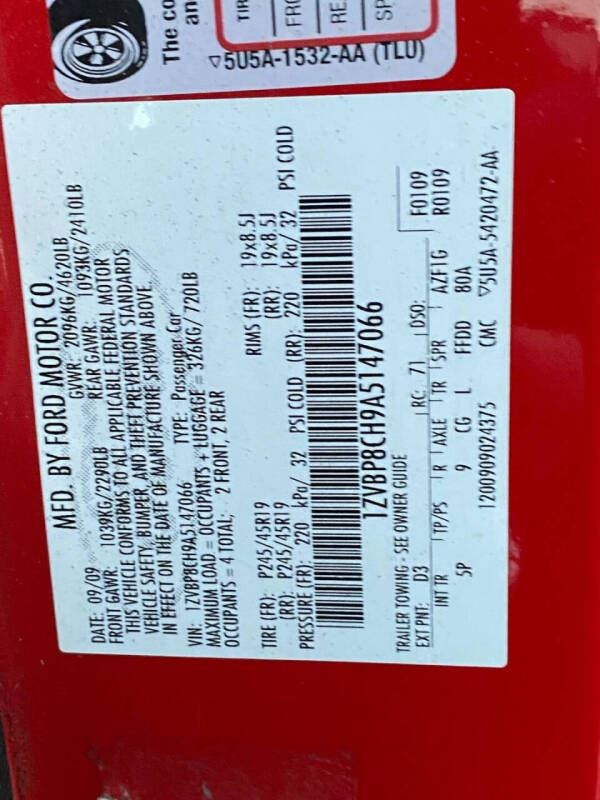 The co
an
TIR
FRO
RE
SP
▽5U5A-1532-AA (TLU)
MFD. BY FORD MOTOR CO.
DATE: 09/09 GVWR: 2096KG/4620LB
FRONT GAWR: 1039KG/2290LB REAR GAWR: 1093KG/2410LB
THIS VEHICLE CONFORMS TO ALL APPLICABLE FEDERAL MOTOR
VEHICLE SAFETY, BUMPER, AND THEFT PREVENTION STANDARDS
IN EFFECT ON THE DATE OF MANUFACTURE SHOWN ABOVE.
VIN: 1ZVBP8CH9A5147066 TYPE: Passenger Car
MAXIMUM LOAD = OCCUPANTS + LUGGAGE = 326KG/ 720LB
OCCUPANTS = 4 TOTAL; 2 FRONT, 2 REAR
TIRE (FR): P245/45R19 RIMS (FR): 19x8.5J
(RR): P245/45R19 (RR): 19x8.5J
PRESSURE (FR): 220 kPa/ 32 PSI COLD (RR): 220 kPa/ 32 PSI COLD
1ZVBP8CH9A5147066
TRAILER TOWING - SEE OWNER GUIDE F0109
EXT PNT: D3 RC: 71 DSO: R0109
INT TR TP/PS R AXLE TR SPR AZF1G
5P 9 CG L FFDD 80A
1200909024375 CMC ▽5U5A-5420472-AA